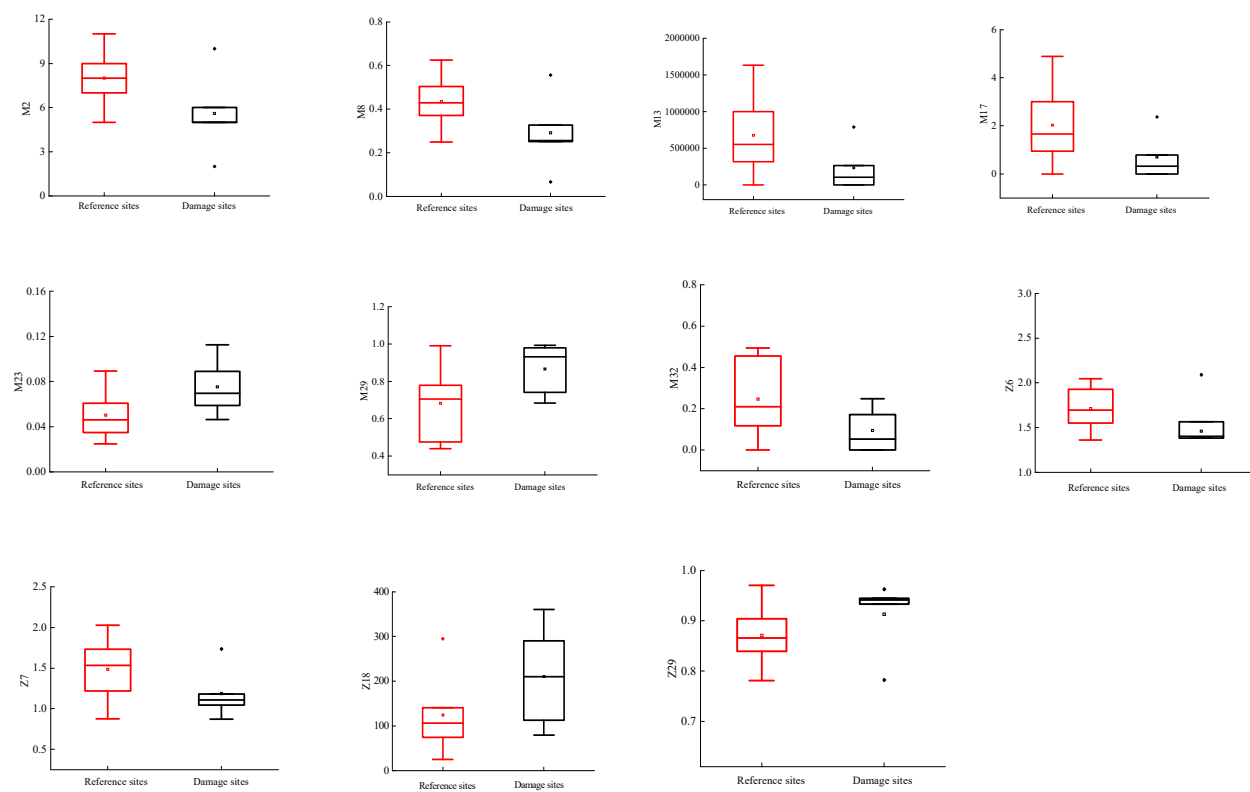 12
9
6
3
0
M2
Reference sites
Damage sites
0.8
0.6
0.4
0.2
0.0
M8
Reference sites
Damage sites
2000000
1500000
1000000
500000
0
M13
Reference sites
Damage sites
6
4
2
0
M17
Reference sites
Damage sites
0.16
0.12
0.08
0.04
0.00
M23
Reference sites
Damage sites
1.2
1.0
0.8
0.6
0.4
M29
Reference sites
Damage sites
0.8
0.6
0.4
0.2
0.0
M32
Reference sites
Damage sites
3.0
2.5
2.0
1.5
1.0
Z6
Reference sites
Damage sites
2.5
2.0
1.5
1.0
0.5
Z7
Reference sites
Damage sites
400
300
200
100
0
Z18
Reference sites
Damage sites
1.0
0.9
0.8
0.7
Z29
Reference sites
Damage sites